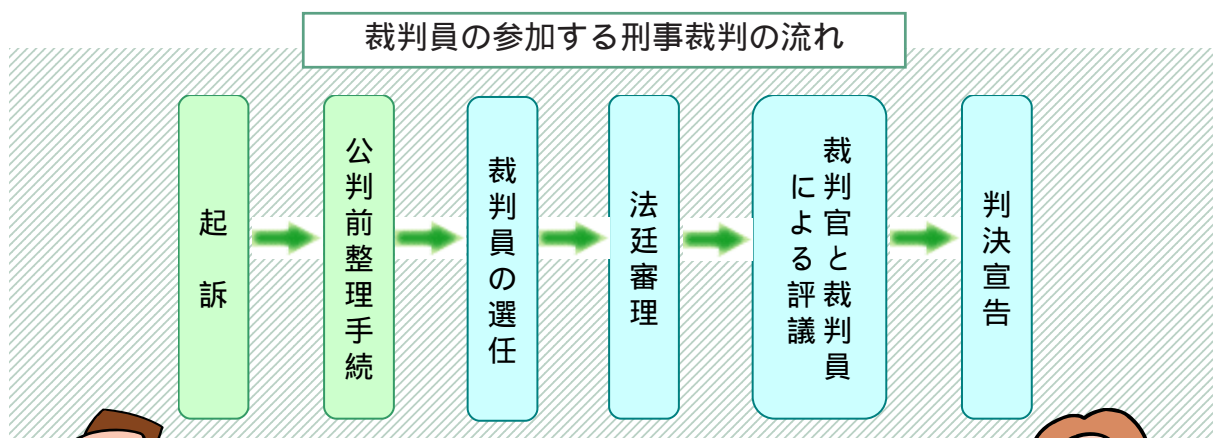 裁判員の参加する刑事裁判の流れ
起訴
公判前整理手続
裁判員の選任
法廷審理
裁判官と裁判員
による評議
判決宣告